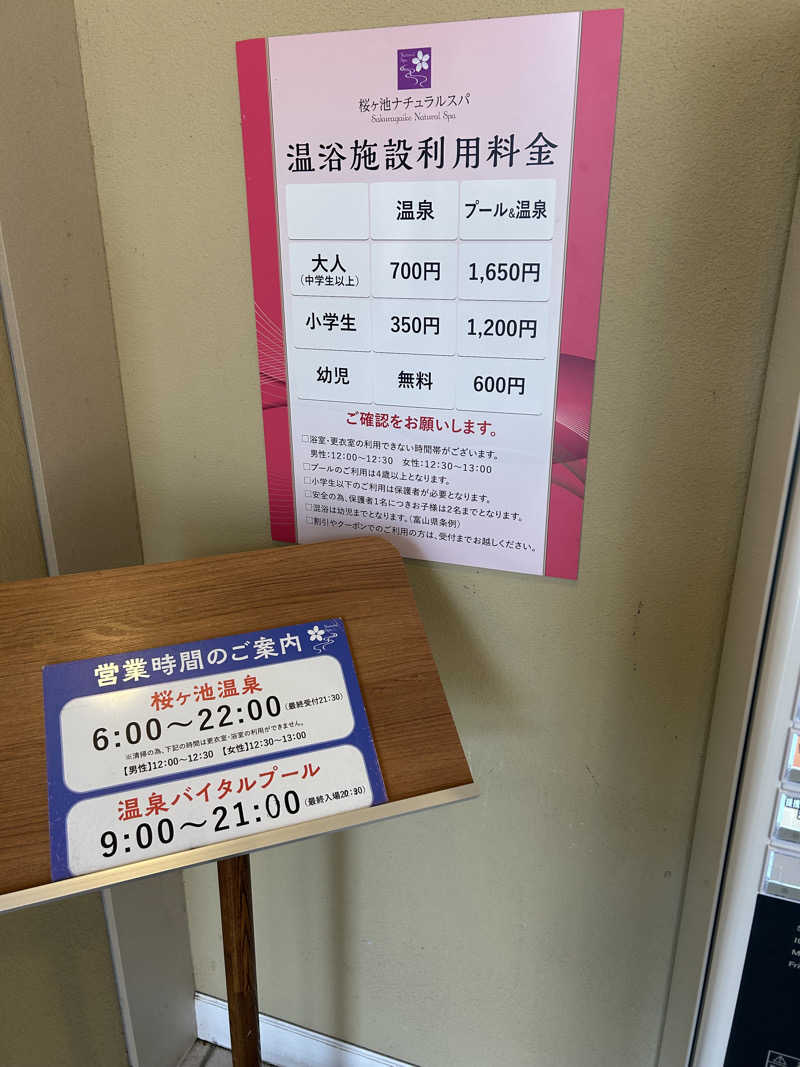 桜ヶ池ナチュラルスパ
Sakuragaike Natural Spa
温浴施設利用料金
温泉 プール&温泉
大人 700円 1,650円
(中学生以上)
小学生 350円 1,200円
幼児 無料 600円
ご確認をお願いします。
□浴室・更衣室の利用できない時間帯がございます。
男性:12:00〜12:30 女性:12:30〜13:00
□プールのご利用は4歳以上となります。
□小学生以下のご利用は保護者が必要となります。
□安全の為、保護者1名につきお子様は2名までとなります。
□混浴は幼児までとなります。(富山県条例)
□割引やクーポンでのご利用の方は、受付までお越しください。
営業時間のご案内
桜ヶ池温泉
6:00〜22:00(最終受付21:30)
※清掃の為、下記の時間は更衣室・浴室の利用ができません。
【男性】12:00〜12:30 【女性】12:30〜13:00
温泉バイタルプール
9:00〜21:00(最終入場20:30)